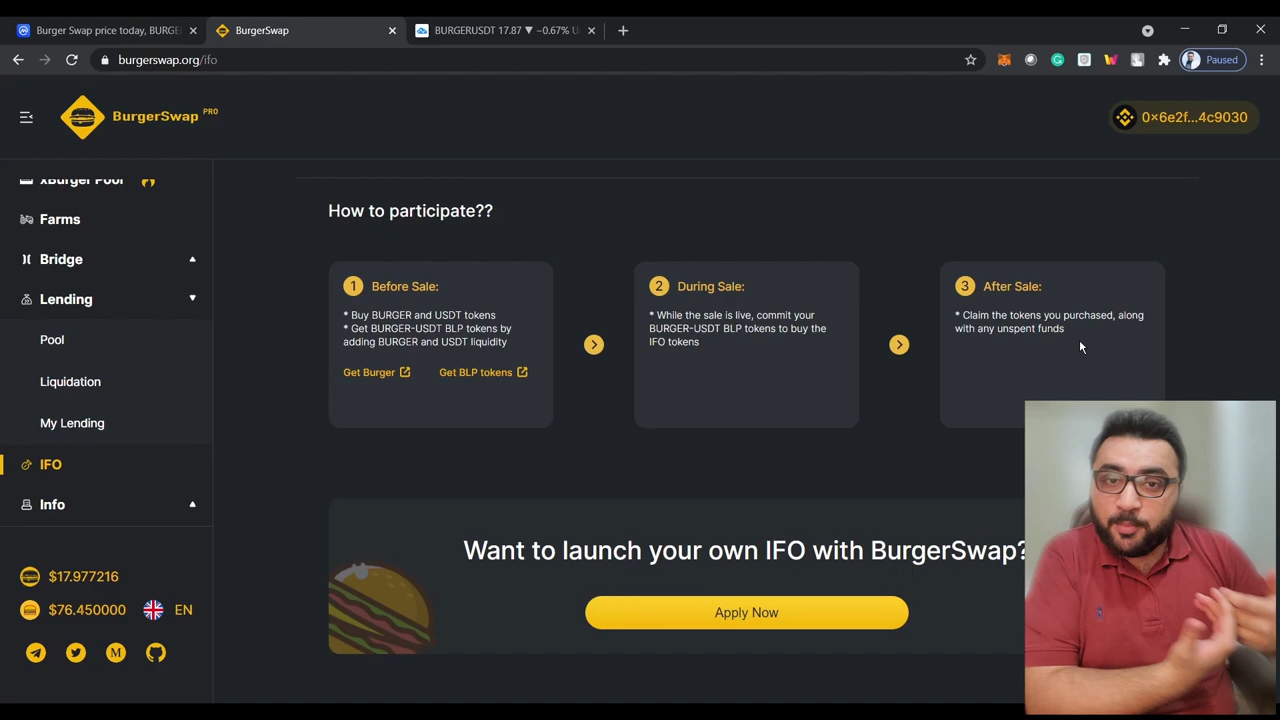 Burger Swap price today, BURGE
BurgerSwap
BURGERUSDT 17.87 ▼ −0.67% U
burgerswap.org/ifo
Paused
BurgerSwap PRO
0×6e2f...4c9030
xBurger Pool
Farms
Bridge
Lending
Pool
Liquidation
My Lending
IFO
Info
$17.977216
$76.450000
EN
How to participate??
1 Before Sale:
* Buy BURGER and USDT tokens
* Get BURGER-USDT BLP tokens by
adding BURGER and USDT liquidity
Get Burger
Get BLP tokens
2 During Sale:
* While the sale is live, commit your
BURGER-USDT BLP tokens to buy the
IFO tokens
3 After Sale:
* Claim the tokens you purchased, along
with any unspent funds
Want to launch your own IFO with BurgerSwap?
Apply Now